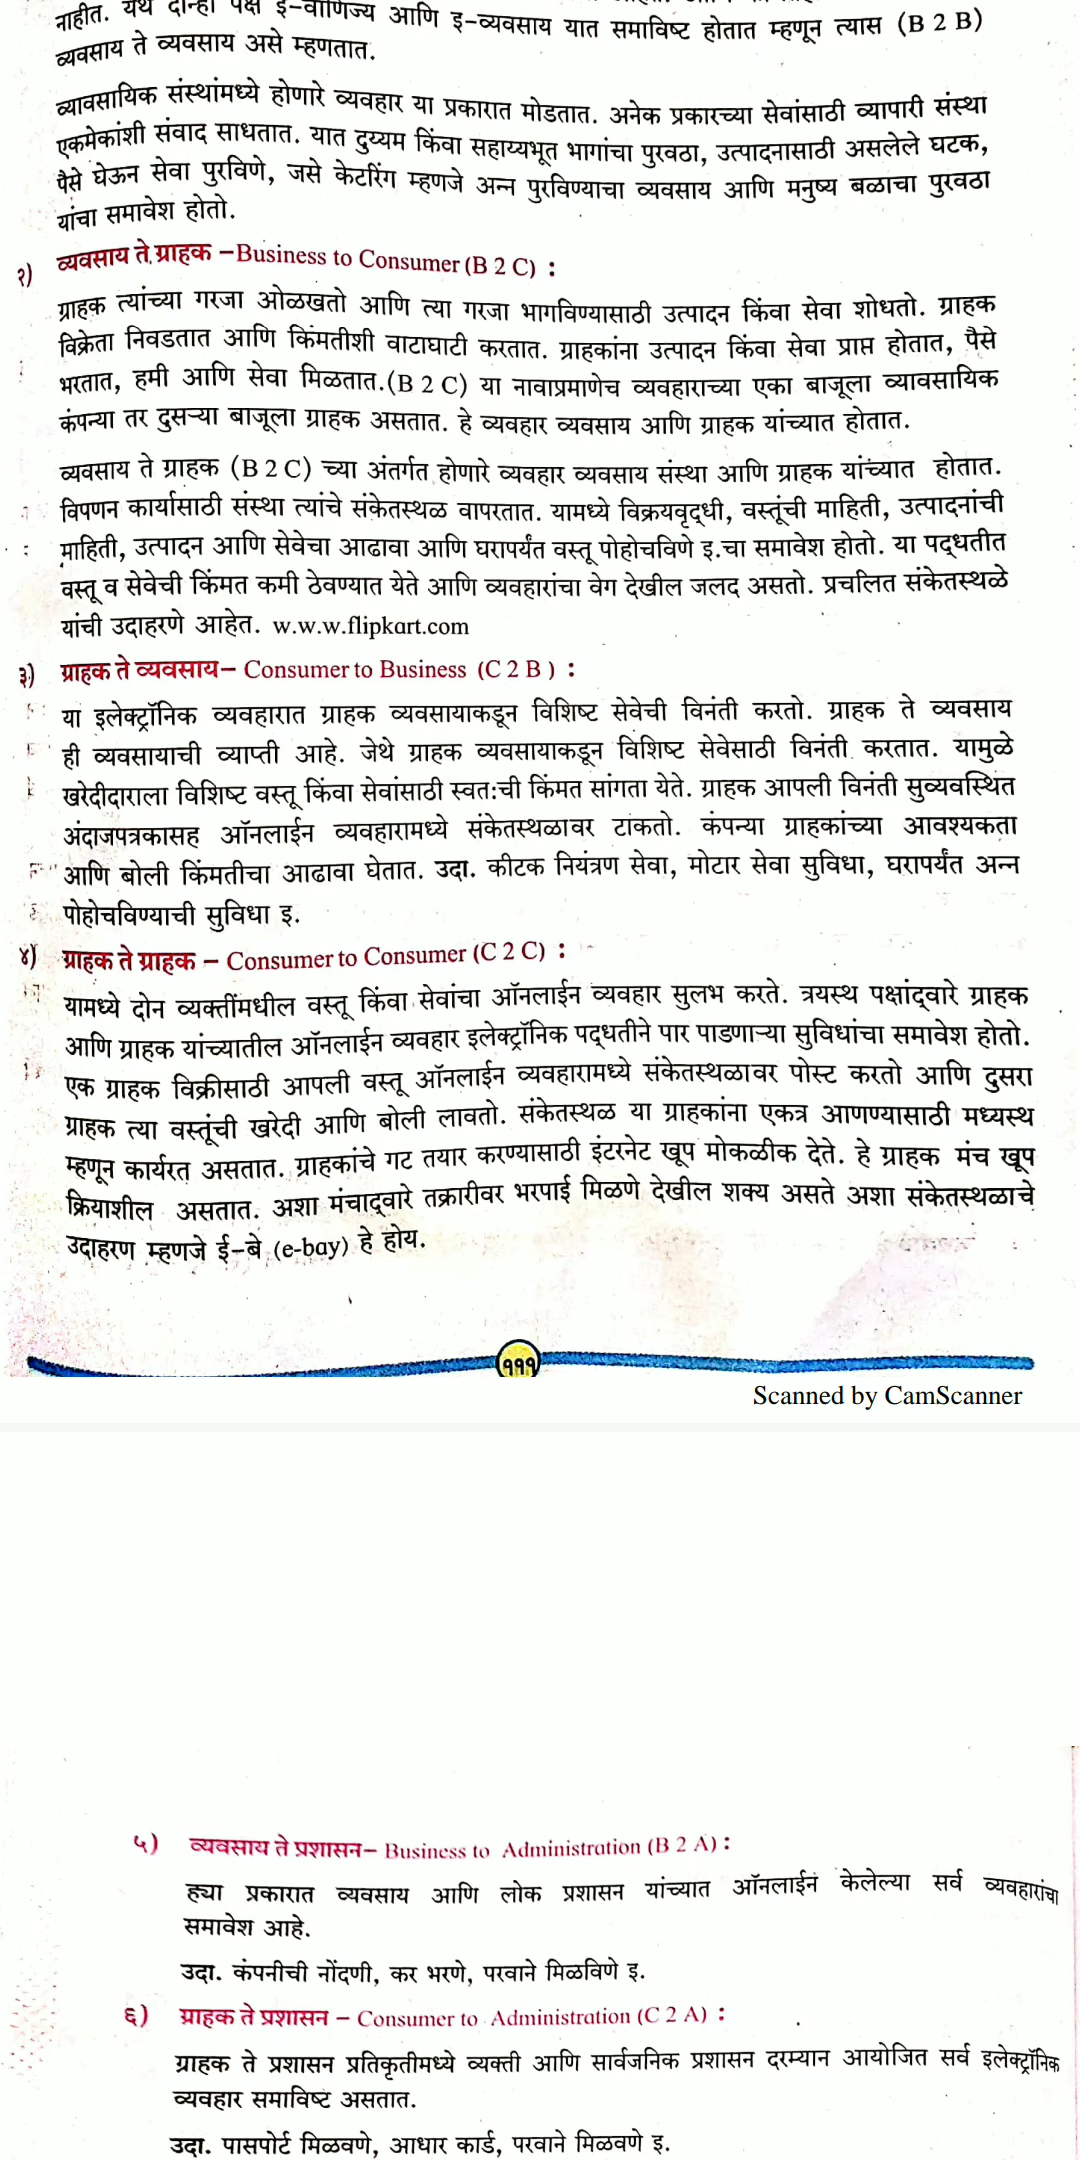 नाहीत. येथे दोन्ही पक्ष ई-वाणिज्य आणि इ-व्यवसाय यात समाविष्ट होतात म्हणून त्यास (B 2 B)
व्यवसाय ते व्यवसाय असे म्हणतात.
व्यावसायिक संस्थांमध्ये होणारे व्यवहार या प्रकारात मोडतात. अनेक प्रकारच्या सेवांसाठी व्यापारी संस्था
एकमेकांशी संवाद साधतात. यात दुय्यम किंवा सहाय्यभूत भागांचा पुरवठा, उत्पादनासाठी असलेले घटक,
पैसे घेऊन सेवा पुरविणे, जसे केटरिंग म्हणजे अन्न पुरविण्याचा व्यवसाय आणि मनुष्य बळाचा पुरवठा
यांचा समावेश होतो.
२) व्यवसाय ते ग्राहक – Business to Consumer (B 2 C) :
ग्राहक त्यांच्या गरजा ओळखतो आणि त्या गरजा भागविण्यासाठी उत्पादन किंवा सेवा शोधतो. ग्राहक
विक्रेता निवडतात आणि किंमतीशी वाटाघाटी करतात. ग्राहकांना उत्पादन किंवा सेवा प्राप्त होतात, पैसे
भरतात, हमी आणि सेवा मिळतात.(B 2 C) या नावाप्रमाणेच व्यवहाराच्या एका बाजूला व्यावसायिक
कंपन्या तर दुसऱ्या बाजूला ग्राहक असतात. हे व्यवहार व्यवसाय आणि ग्राहक यांच्यात होतात.
व्यवसाय ते ग्राहक (B 2 C) च्या अंतर्गत होणारे व्यवहार व्यवसाय संस्था आणि ग्राहक यांच्यात होतात.
विपणन कार्यासाठी संस्था त्यांचे संकेतस्थळ वापरतात. यामध्ये विक्रयवृद्धी, वस्तूंची माहिती, उत्पादनांची
माहिती, उत्पादन आणि सेवेचा आढावा आणि घरापर्यंत वस्तू पोहोचविणे इ.चा समावेश होतो. या पद्धतीत
वस्तू व सेवेची किंमत कमी ठेवण्यात येते आणि व्यवहारांचा वेग देखील जलद असतो. प्रचलित संकेतस्थळे
यांची उदाहरणे आहेत. w.w.w.flipkart.com
३) ग्राहक ते व्यवसाय– Consumer to Business (C 2 B ) :
या इलेक्ट्रॉनिक व्यवहारात ग्राहक व्यवसायाकडून विशिष्ट सेवेची विनंती करतो. ग्राहक ते व्यवसाय
ही व्यवसायाची व्याप्ती आहे. जेथे ग्राहक व्यवसायाकडून विशिष्ट सेवेसाठी विनंती करतात. यामुळे
खरेदीदाराला विशिष्ट वस्तू किंवा सेवांसाठी स्वतःची किंमत सांगता येते. ग्राहक आपली विनंती सुव्यवस्थित
अंदाजपत्रकासह ऑनलाईन व्यवहारामध्ये संकेतस्थळावर टाकतो. कंपन्या ग्राहकांच्या आवश्यकता
आणि बोली किंमतीचा आढावा घेतात. उदा. कीटक नियंत्रण सेवा, मोटार सेवा सुविधा, घरापर्यंत अन्न
पोहोचविण्याची सुविधा इ.
४) ग्राहक ते ग्राहक – Consumer to Consumer (C 2 C) :
यामध्ये दोन व्यक्तींमधील वस्तू किंवा सेवांचा ऑनलाईन व्यवहार सुलभ करते. त्रयस्थ पक्षांद्वारे ग्राहक
आणि ग्राहक यांच्यातील ऑनलाईन व्यवहार इलेक्ट्रॉनिक पद्धतीने पार पाडणाऱ्या सुविधांचा समावेश होतो.
एक ग्राहक विक्रीसाठी आपली वस्तू ऑनलाईन व्यवहारामध्ये संकेतस्थळावर पोस्ट करतो आणि दुसरा
ग्राहक त्या वस्तूंची खरेदी आणि बोली लावतो. संकेतस्थळ या ग्राहकांना एकत्र आणण्यासाठी मध्यस्थ
म्हणून कार्यरत असतात. ग्राहकांचे गट तयार करण्यासाठी इंटरनेट खूप मोकळीक देते. हे ग्राहक मंच खूप
क्रियाशील असतात. अशा मंचाद्वारे तक्रारीवर भरपाई मिळणे देखील शक्य असते अशा संकेतस्थळाचे
उदाहरण म्हणजे ई-बे (e-bay) हे होय.
१११
Scanned by CamScanner
५) व्यवसाय ते प्रशासन– Business to Administration (B 2 A) :
ह्या प्रकारात व्यवसाय आणि लोक प्रशासन यांच्यात ऑनलाईन केलेल्या सर्व व्यवहारांचा
समावेश आहे.
उदा. कंपनीची नोंदणी, कर भरणे, परवाने मिळविणे इ.
६) ग्राहक ते प्रशासन – Consumer to Administration (C 2 A) :
ग्राहक ते प्रशासन प्रतिकृतीमध्ये व्यक्ती आणि सार्वजनिक प्रशासन दरम्यान आयोजित सर्व इलेक्ट्रॉनिक
व्यवहार समाविष्ट असतात.
उदा. पासपोर्ट मिळवणे, आधार कार्ड, परवाने मिळवणे इ.